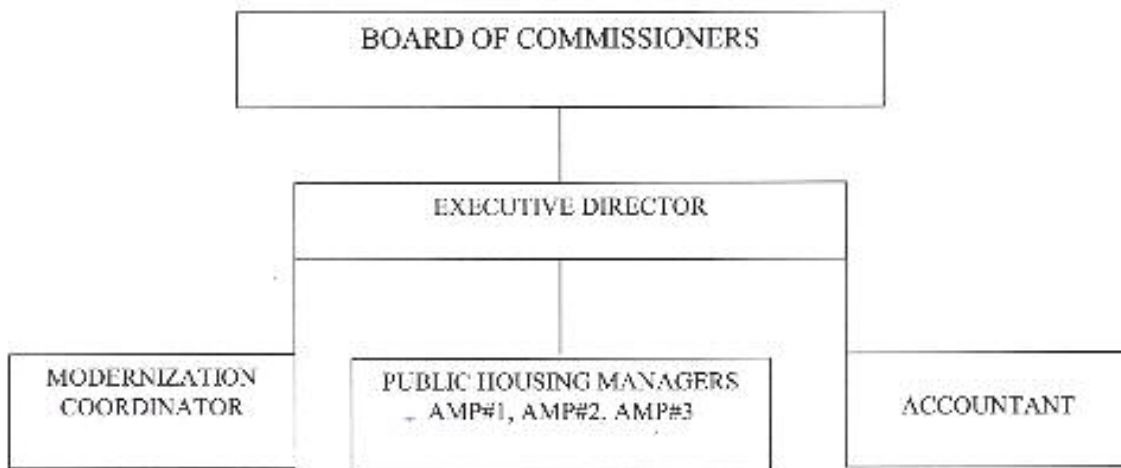 BOARD OF COMMISSIONERS
EXECUTIVE DIRECTOR
MODERNIZATION
COORDINATOR
PUBLIC HOUSING MANAGERS
AMP#1, AMP#2. AMP#3
ACCOUNTANT